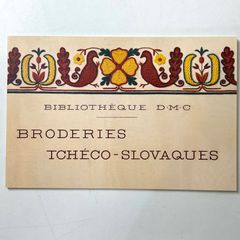 BIBLIOTHÈQUE D·M·C
BRODERIES
TCHÉCO-SLOVAQUES